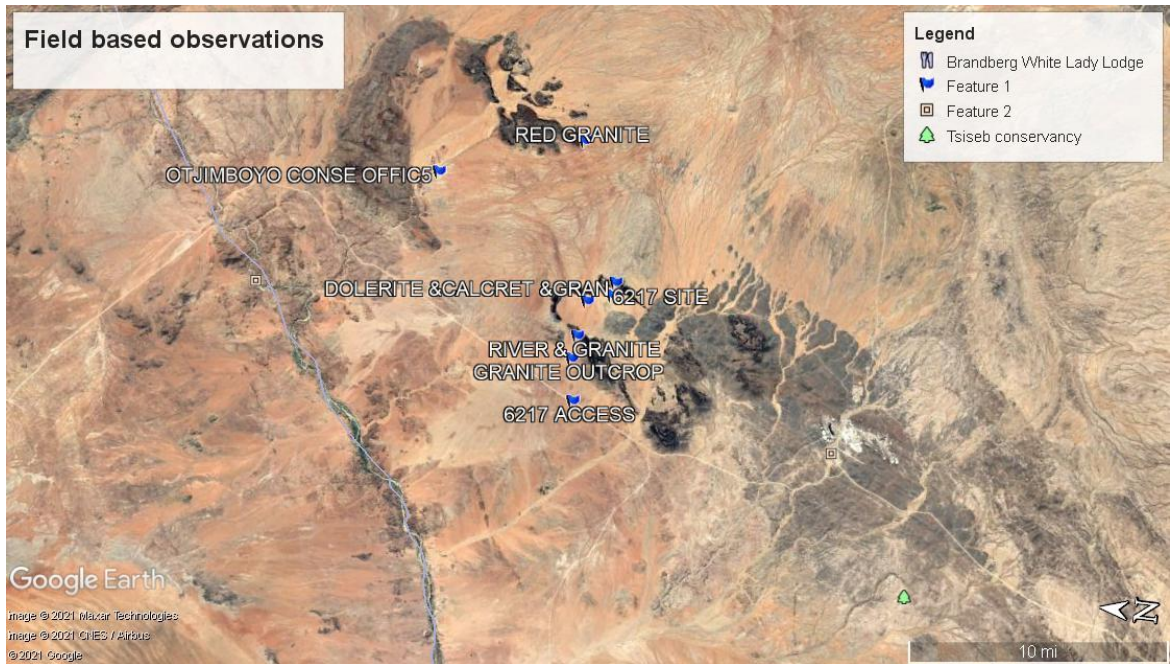 Field based observations
Legend
Brandberg White Lady Lodge
Feature 1
Feature 2
Tsiseb conservancy
RED GRANITE
OTJIMBOYO CONSE OFFIC5
DOLERITE &CALCRET &GRAN
6217 SITE
RIVER & GRANITE
GRANITE OUTCROP
6217 ACCESS
Google Earth
Image © 2021 Maxar Technologies
Image © 2021 CNES / Airbus
© 2021 Google
N
10 mi